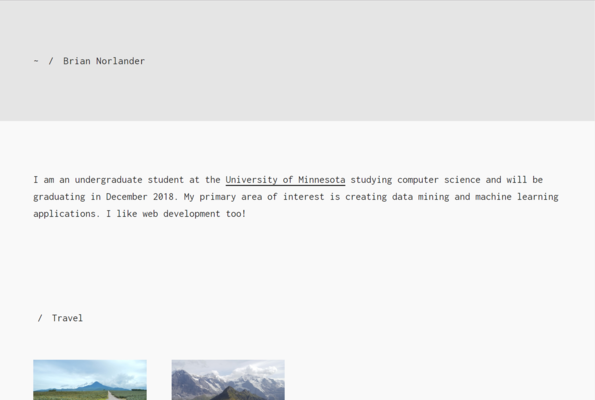 ~ / Brian Norlander
I am an undergraduate student at the University of Minnesota studying computer science and will be
graduating in December 2018. My primary area of interest is creating data mining and machine learning
applications. I like web development too!
/ Travel